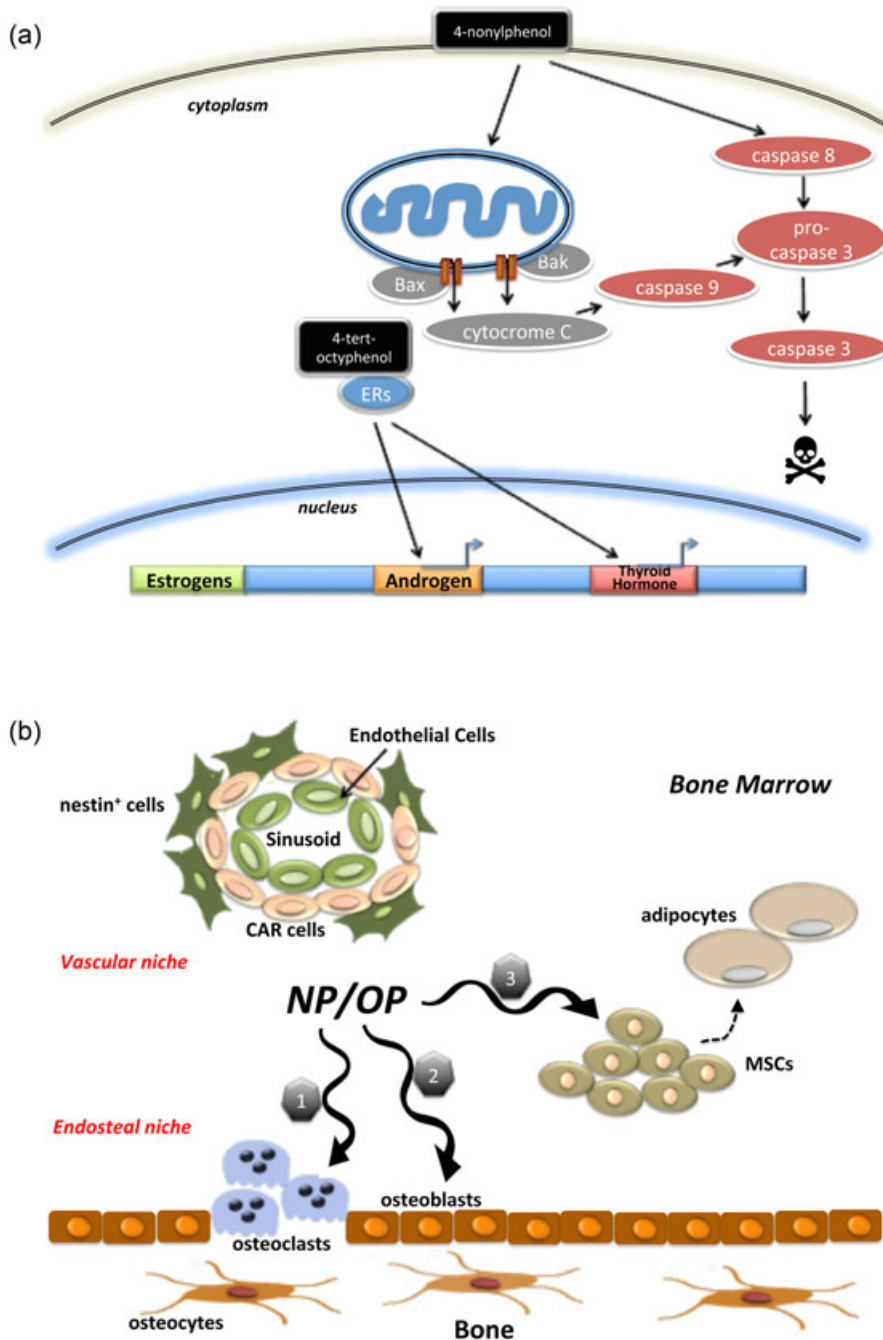 (a)
4-nonylphenol
cytoplasm
caspase 8
pro-
caspase 3
Bax
Bak
caspase 9
cytocrome C
4-tert-
octyphenol
ERs
caspase 3
nucleus
Estrogens
Androgen
Thyroid
Hormone
(b)
Endothelial Cells
Bone Marrow
nestin⁺ cells
Sinusoid
adipocytes
CAR cells
Vascular niche
NP/OP
3
MSCs
1
2
Endosteal niche
osteoblasts
osteoclasts
osteocytes
Bone